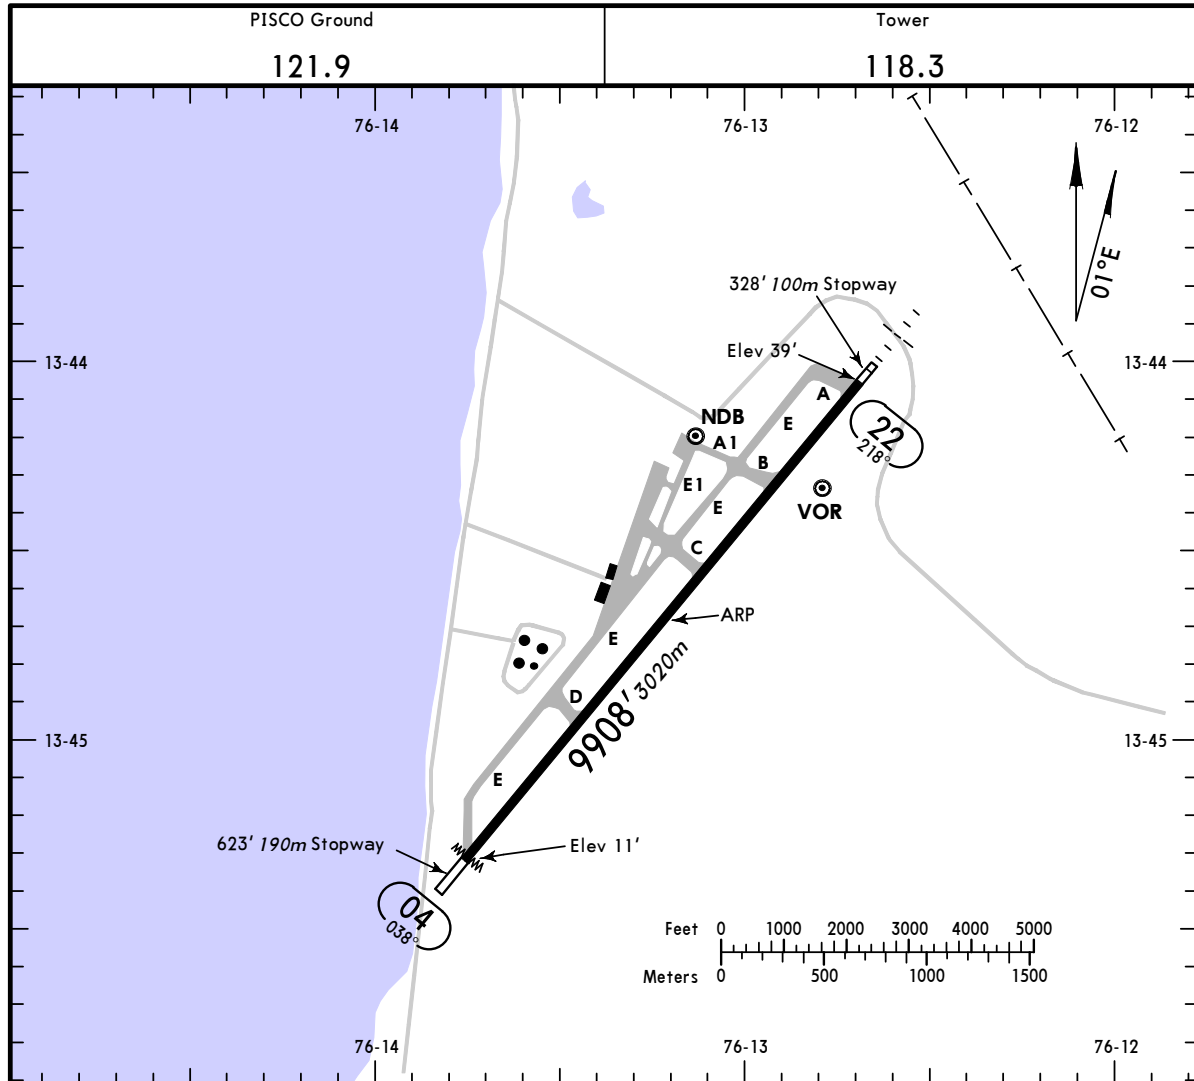 PISCO Ground
Tower
121.9
118.3
76-14
76-13
76-12
01°E
328' 100m Stopway
Elev 39'
13-44
13-44
A
NDB
E
A1
22
218°
B
E1
E
VOR
C
ARP
E
9908' 3020m
D
13-45
13-45
E
623' 190m Stopway
Elev 11'
04
038°
Feet 0 1000 2000 3000 4000 5000
Meters 0 500 1000 1500
76-14
76-13
76-12